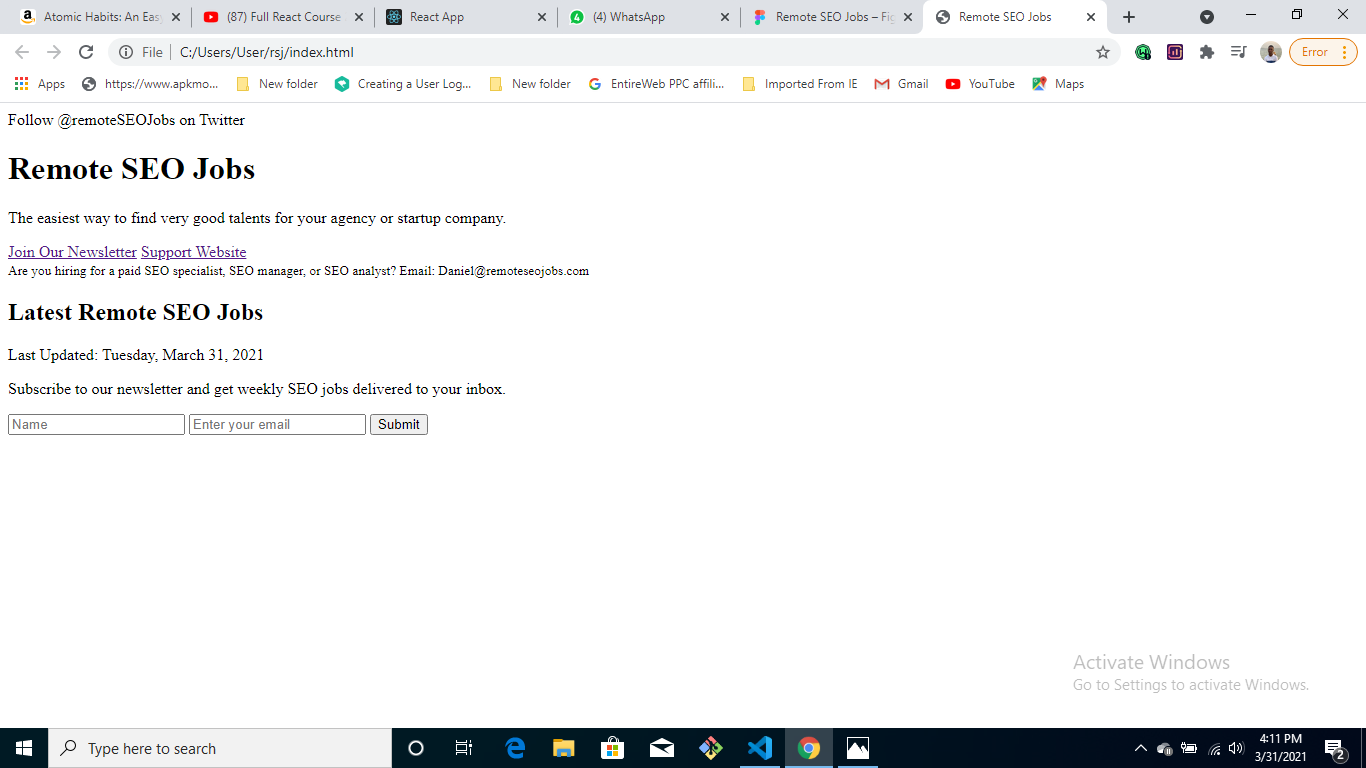 Atomic Habits: An Eas
(87) Full React Course
React App
(4) WhatsApp
Remote SEO Jobs – Fig
Remote SEO Jobs
File
C:/Users/User/rsj/index.html
Error
Apps
https://www.apkmo...
New folder
Creating a User Log...
New folder
EntireWeb PPC affili...
Imported From IE
Gmail
YouTube
Maps
Follow @remoteSEOJobs on Twitter
Remote SEO Jobs
The easiest way to find very good talents for your agency or startup company.
Join Our Newsletter Support Website
Are you hiring for a paid SEO specialist, SEO manager, or SEO analyst? Email: Daniel@remoteseojobs.com
Latest Remote SEO Jobs
Last Updated: Tuesday, March 31, 2021
Subscribe to our newsletter and get weekly SEO jobs delivered to your inbox.
Name
Enter your email
Submit
Activate Windows
Go to Settings to activate Windows.
Type here to search
4:11 PM
3/31/2021
2